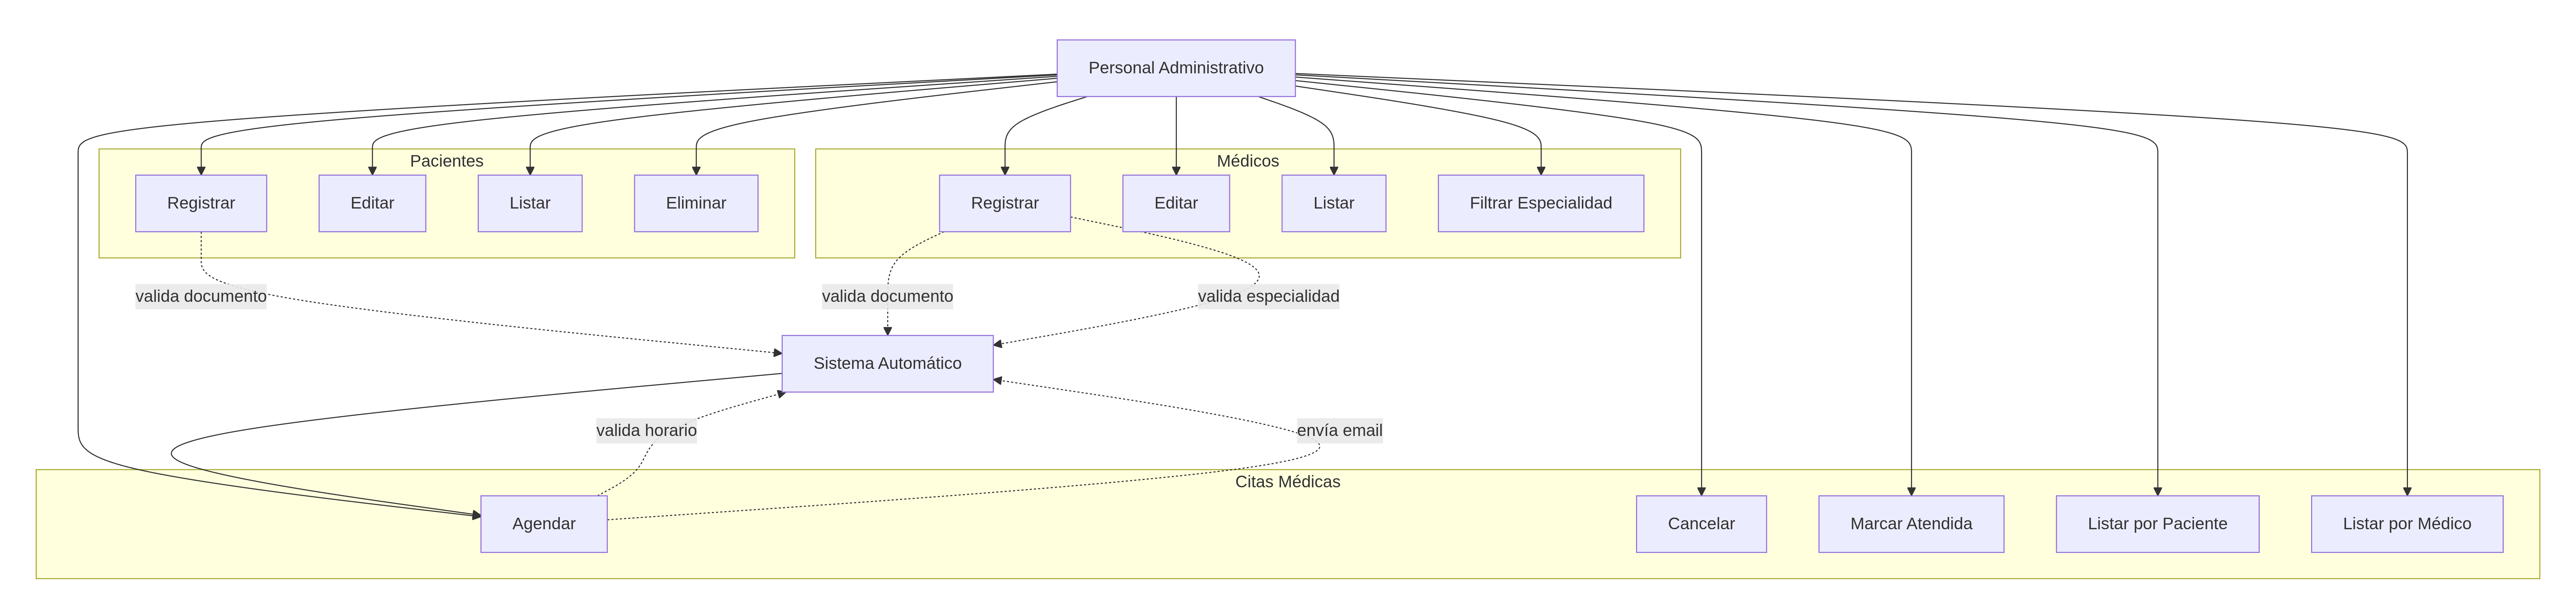 Personal Administrativo
Pacientes
Médicos
Registrar
Editar
Listar
Eliminar
Registrar
Editar
Listar
Filtrar Especialidad
valida documento
valida documento
valida especialidad
Sistema Automático
valida horario
envía email
Citas Médicas
Agendar
Cancelar
Marcar Atendida
Listar por Paciente
Listar por Médico